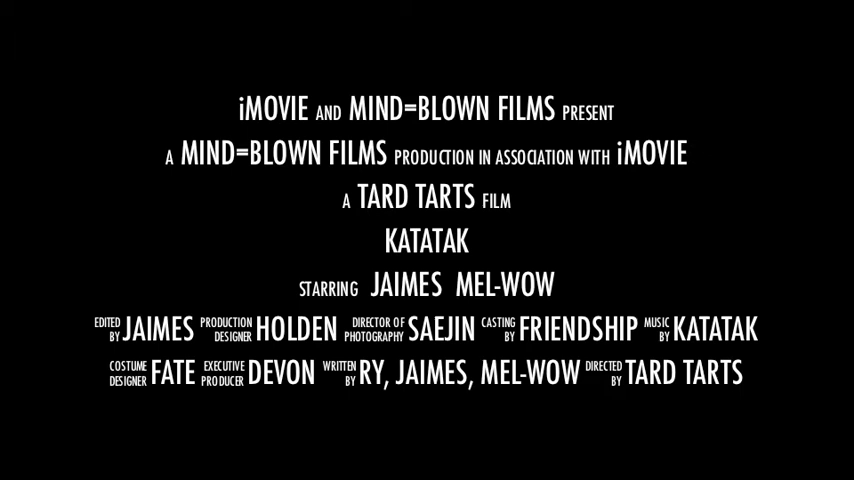 iMOVIE AND MIND=BLOWN FILMS PRESENT
A MIND=BLOWN FILMS PRODUCTION IN ASSOCIATION WITH iMOVIE
A TARD TARTS FILM
KATATAK
STARRING JAIMES MEL-WOW
EDITED BY JAIMES PRODUCTION DESIGNER HOLDEN DIRECTOR OF PHOTOGRAPHY SAEJIN CASTING BY FRIENDSHIP MUSIC BY KATATAK
COSTUME DESIGNER FATE EXECUTIVE PRODUCER DEVON WRITTEN BY RY, JAIMES, MEL-WOW DIRECTED BY TARD TARTS